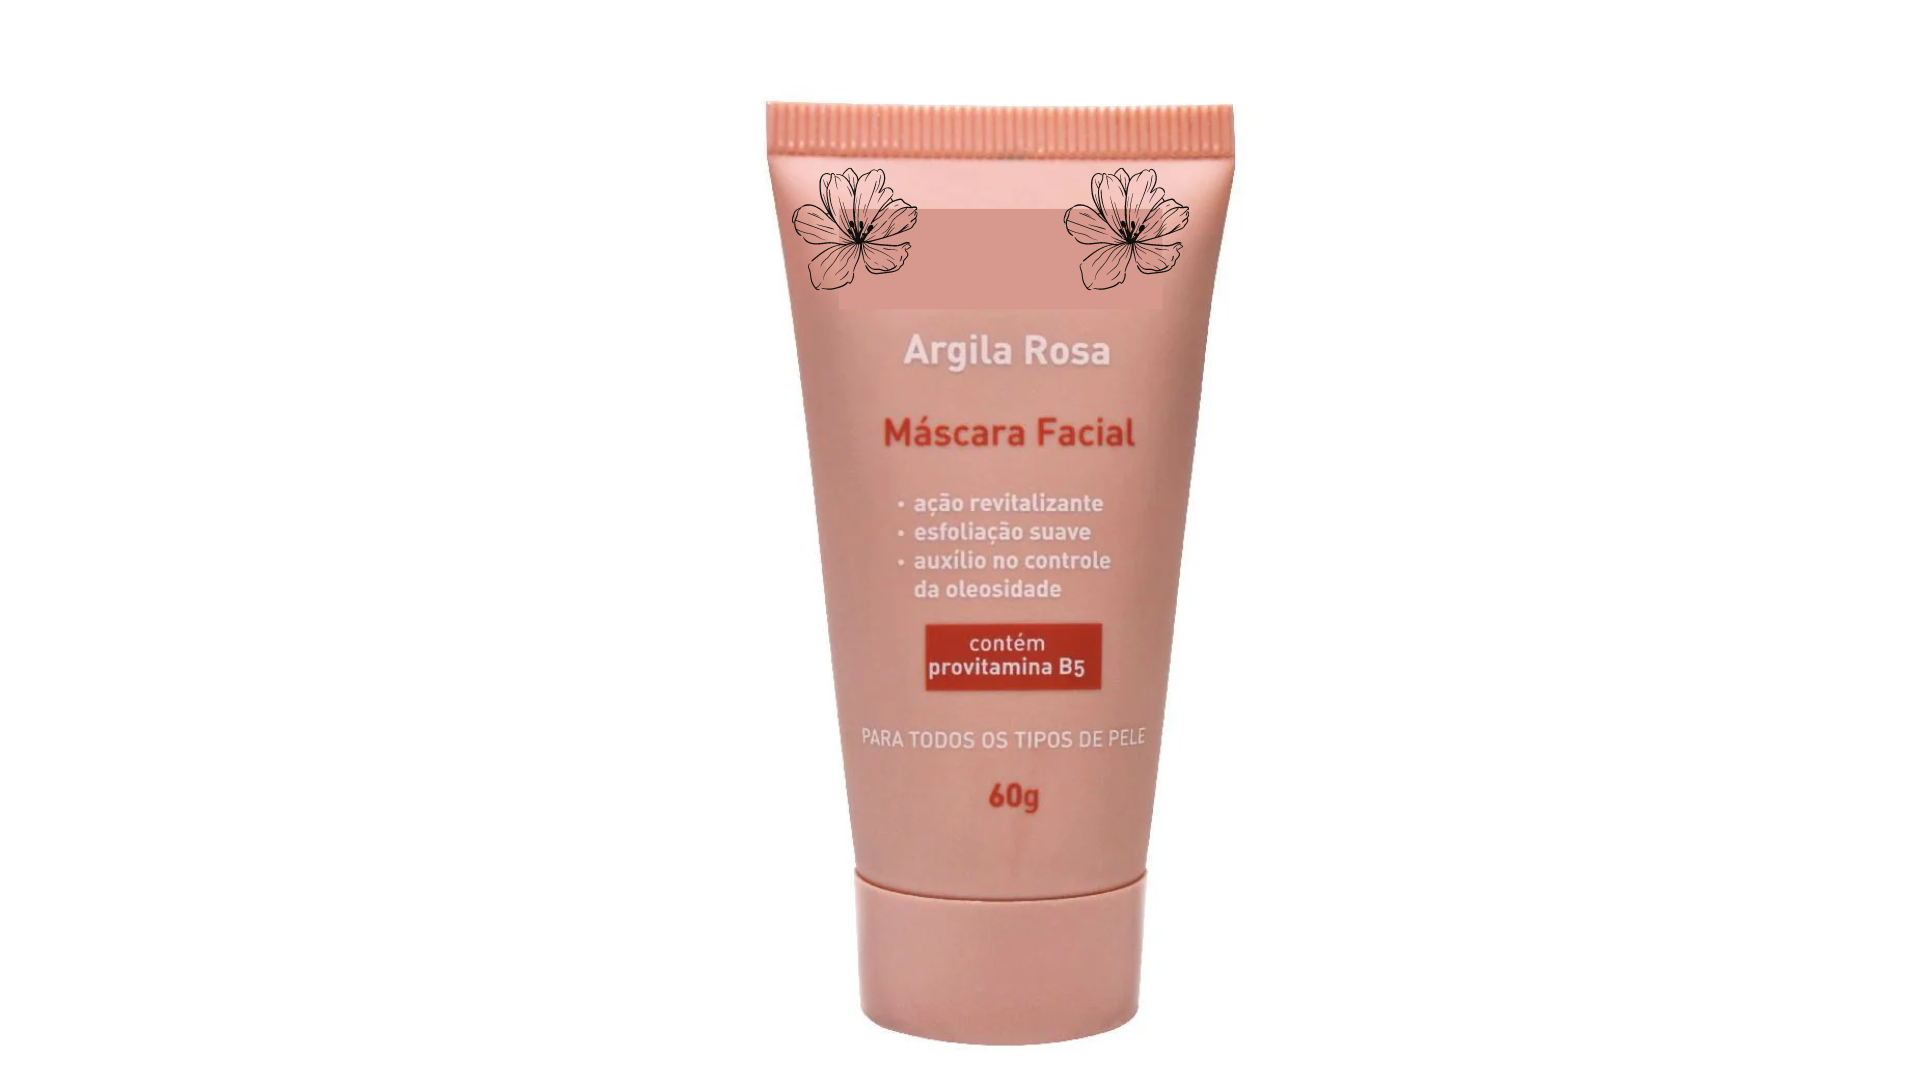 Argila Rosa
Máscara Facial
• ação revitalizante
• esfoliação suave
• auxílio no controle
da oleosidade
contém
provitamina B5
PARA TODOS OS TIPOS DE PELE
60g